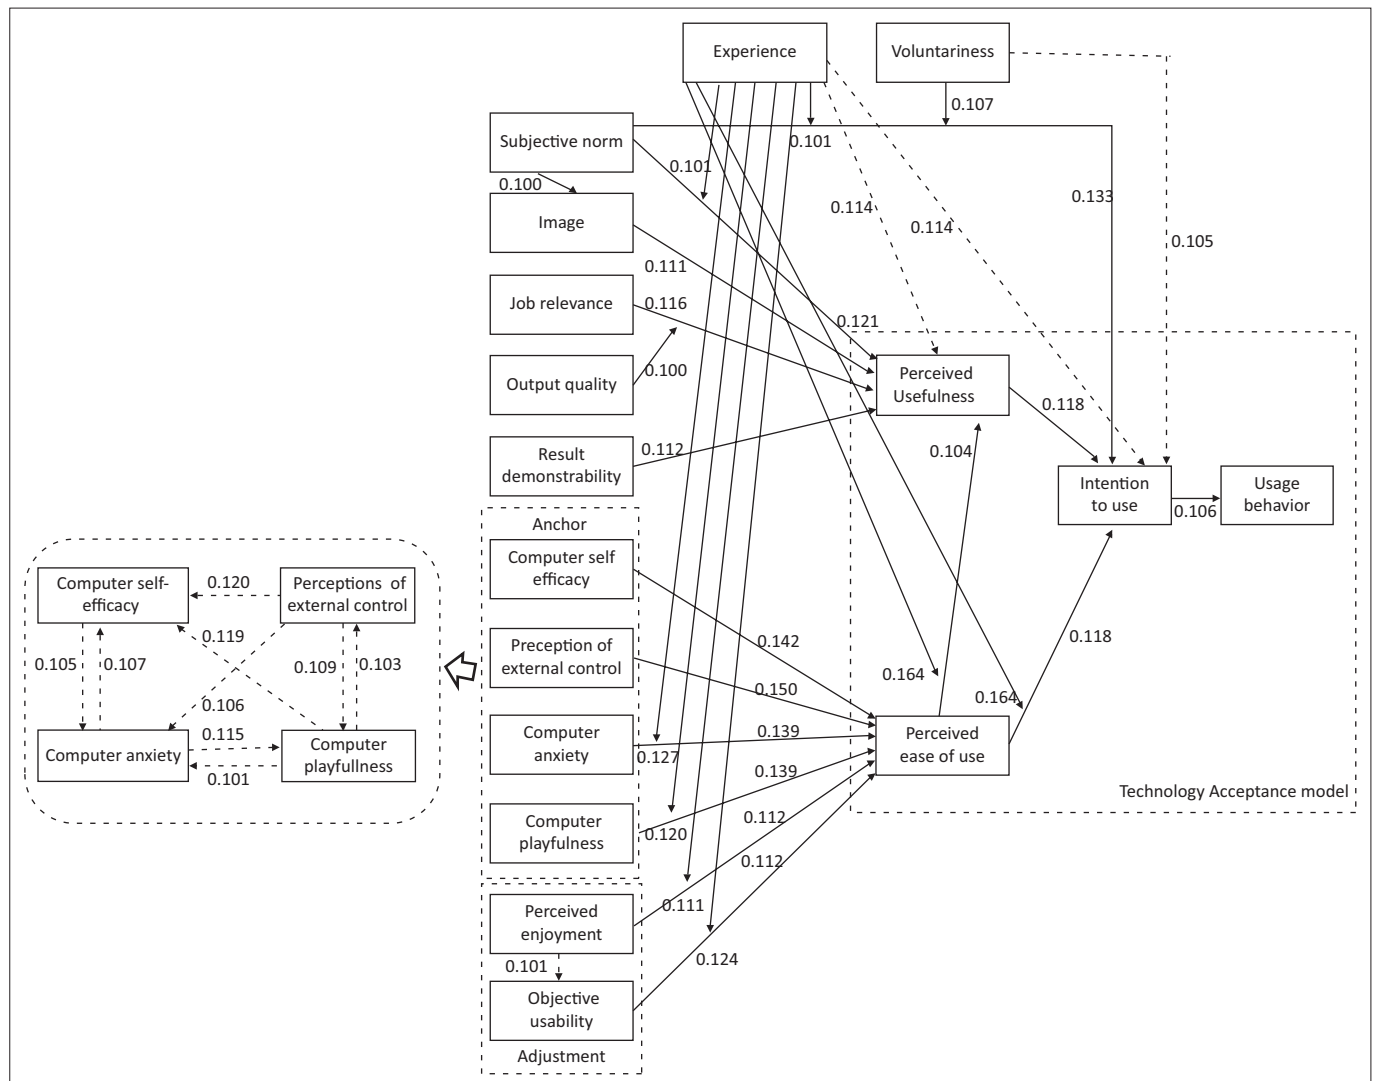 Experience
Voluntariness
0.107
Subjective norm
0.101
0.101
0.100
0.133
Image
0.114
0.114
0.105
0.111
Job relevance
0.116
0.121
Output quality
0.100
Perceived
Usefulness
0.118
Result
demonstrability
0.112
0.104
Intention
to use
0.106
Usage
behavior
Anchor
Computer self
efficacy
0.142
Preception of
external control
0.150
0.164
0.164
0.118
Computer
anxiety
0.127
0.139
Perceived
ease of use
0.139
Technology Acceptance model
Computer
playfulness
0.120
0.112
0.112
Perceived
enjoyment
0.111
0.101
0.124
Objective
usability
Adjustment
Computer self-
efficacy
0.120
Perceptions of
external control
0.119
0.105
0.107
0.109
0.103
0.106
0.115
Computer anxiety
0.101
Computer
playfullness